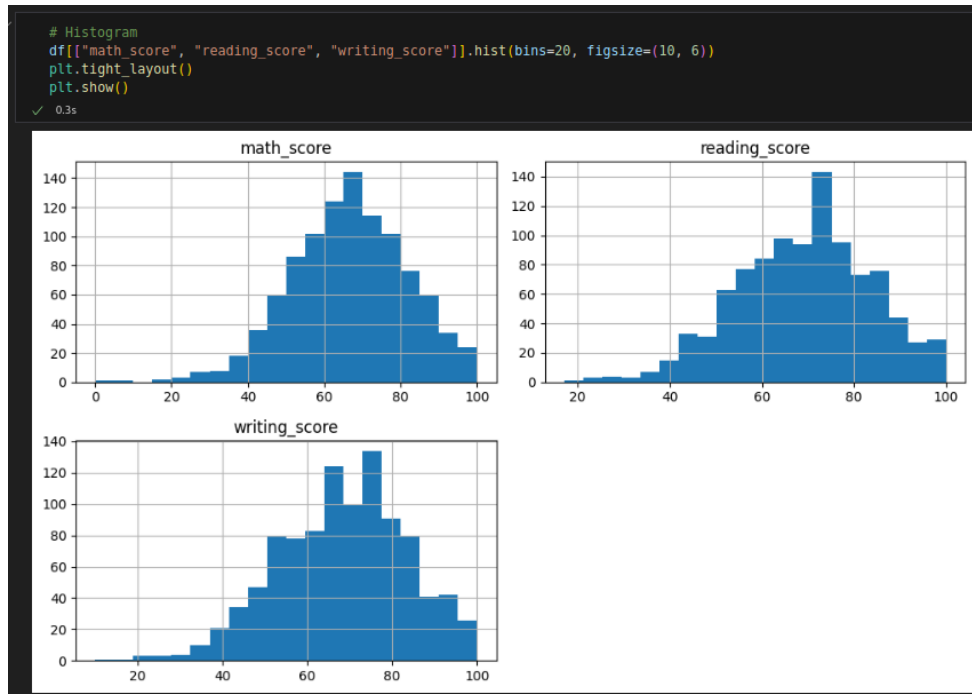 # Histogram
df[["math_score", "reading_score", "writing_score"]].hist(bins=20, figsize=(10, 6))
plt.tight_layout()
plt.show()
✓ 0.3s
math_score
140
120
100
80
60
40
20
0
0 20 40 60 80 100
reading_score
140
120
100
80
60
40
20
0
20 40 60 80 100
writing_score
140
120
100
80
60
40
20
0
20 40 60 80 100